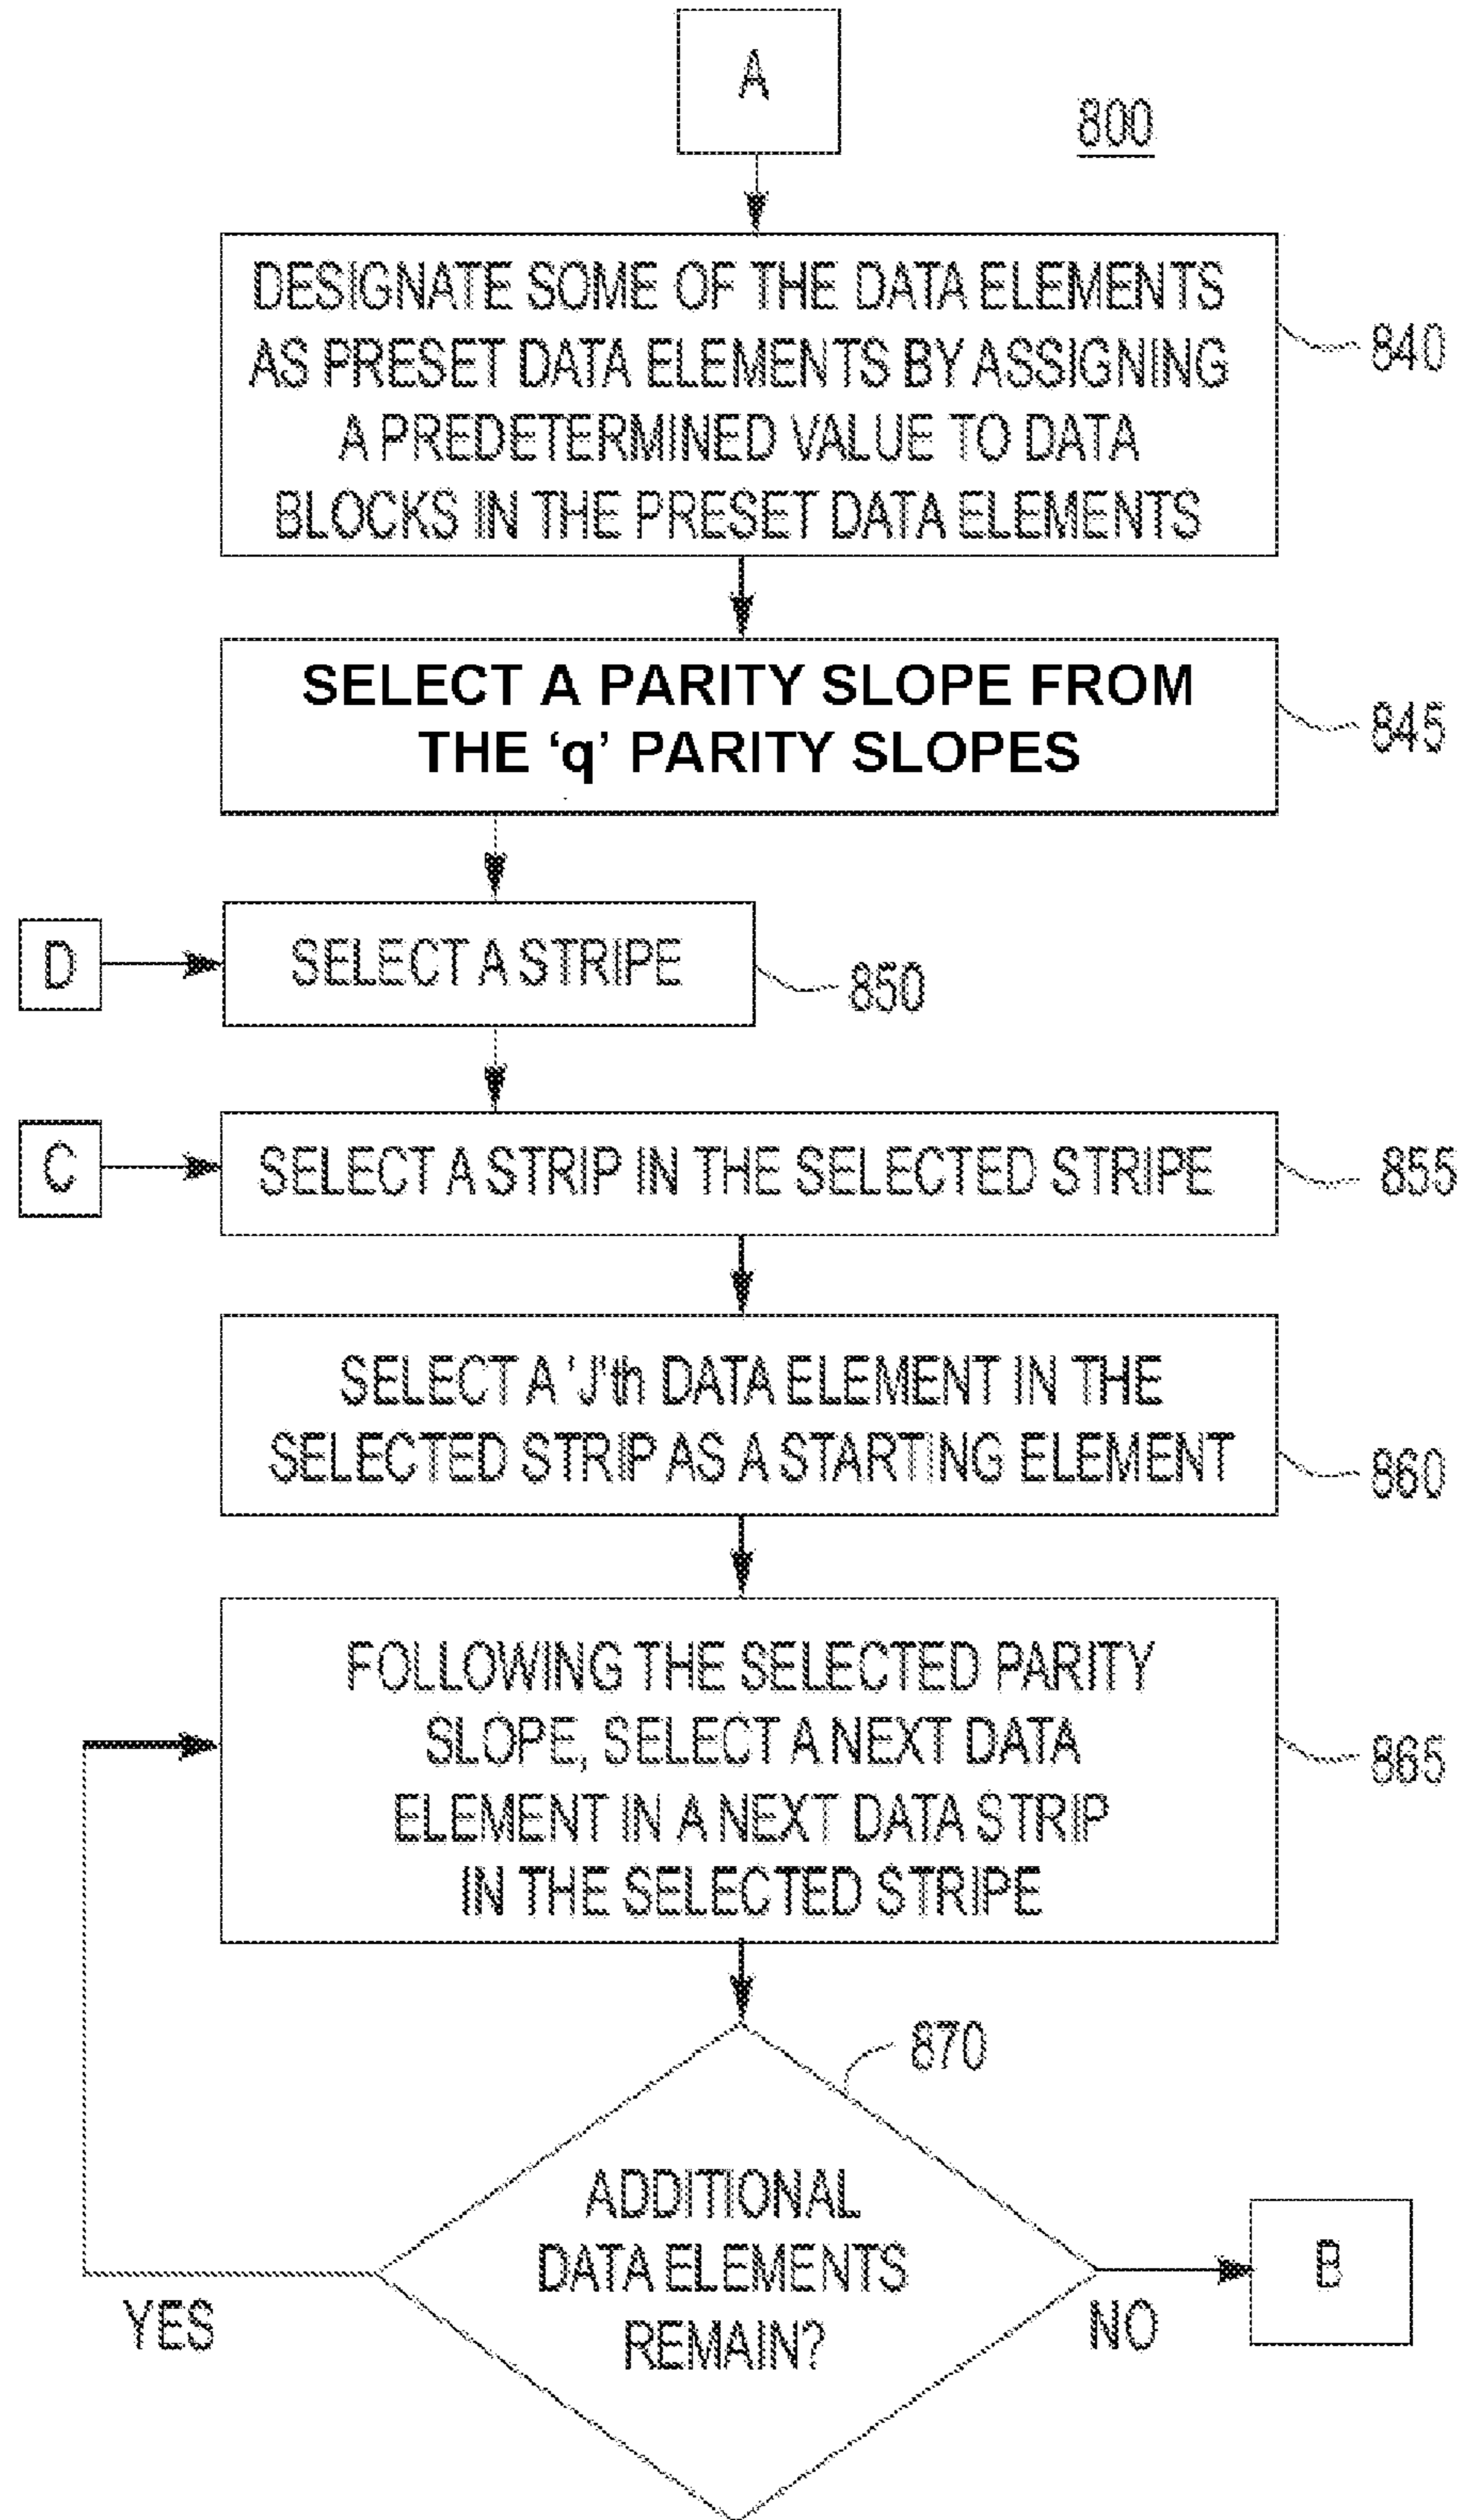 A
800
DESIGNATE SOME OF THE DATA ELEMENTS
AS PRESET DATA ELEMENTS BY ASSIGNING
A PREDETERMINED VALUE TO DATA
BLOCKS IN THE PRESET DATA ELEMENTS
840
SELECT A PARITY SLOPE FROM
THE ‘q’ PARITY SLOPES
845
D
SELECT A STRIPE
850
C
SELECT A STRIP IN THE SELECTED STRIPE
855
SELECT A 'J'th DATA ELEMENT IN THE
SELECTED STRIP AS A STARTING ELEMENT
860
FOLLOWING THE SELECTED PARITY
SLOPE, SELECT A NEXT DATA
ELEMENT IN A NEXT DATA STRIP
IN THE SELECTED STRIPE
865
870
ADDITIONAL
DATA ELEMENTS
REMAIN?
YES
NO
B